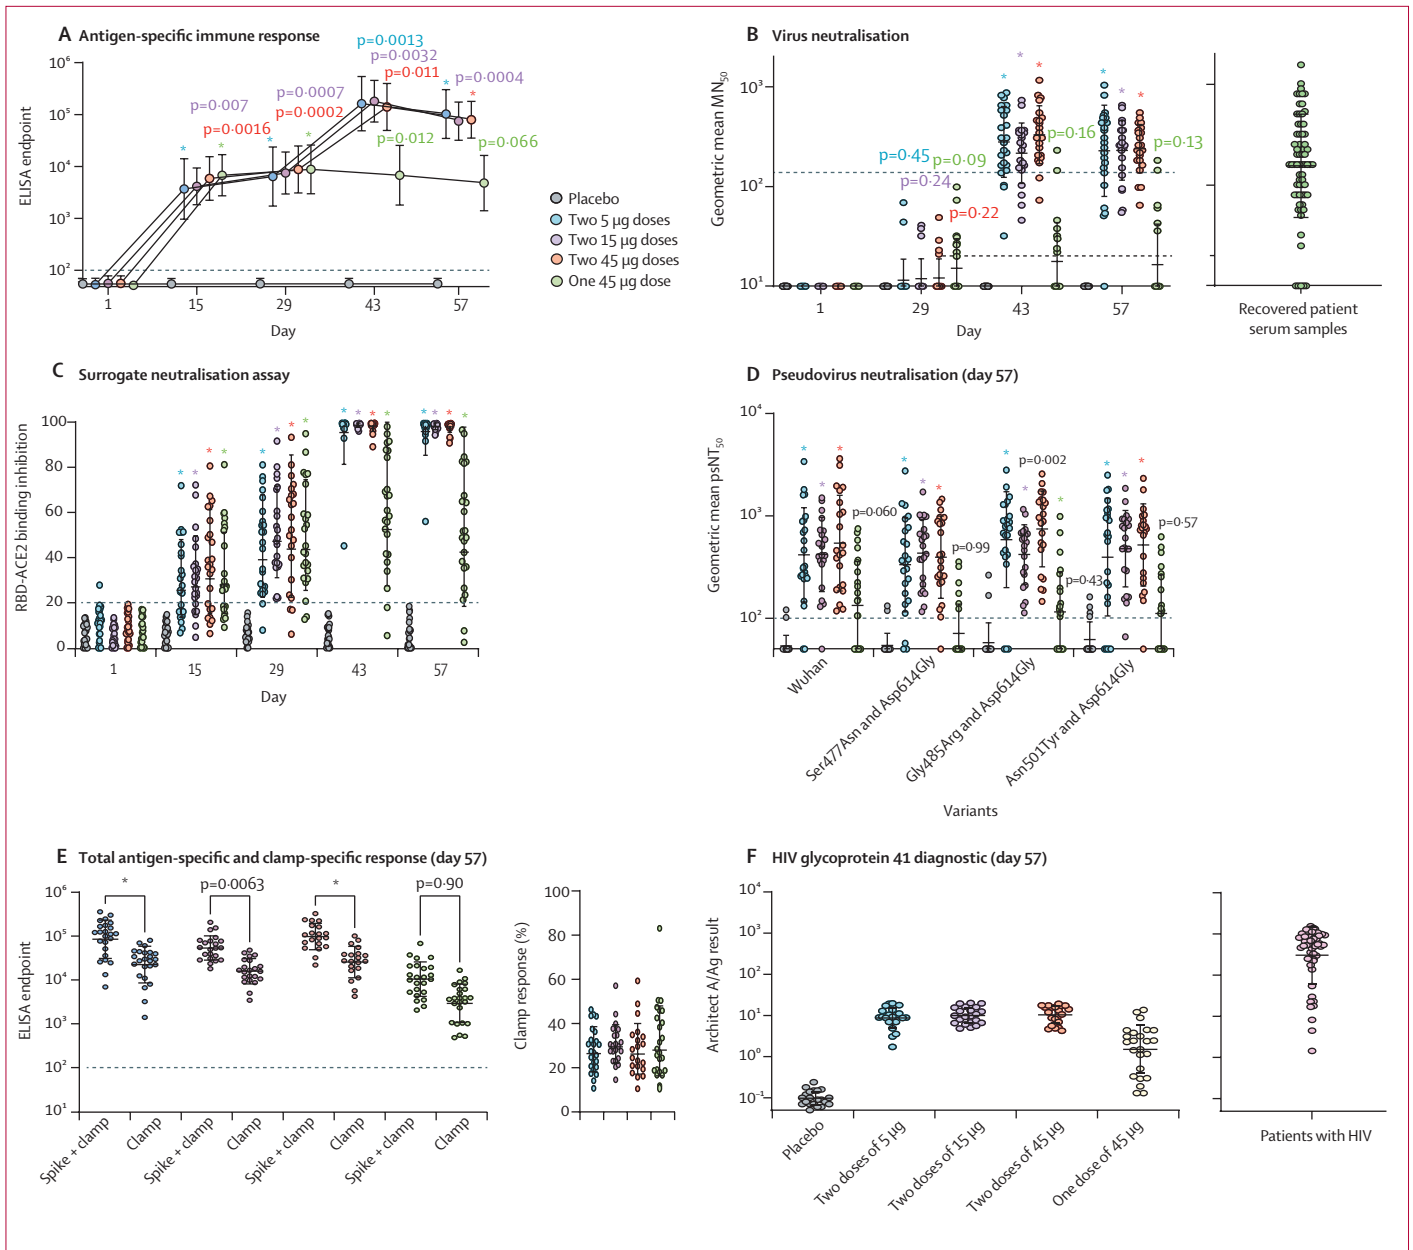 A Antigen-specific immune response
p=0·0013
p=0·0032
p=0·011
p=0·0004
p=0·007
p=0·0007
p=0·0016
p=0·0002
p=0·012
p=0·066
* * * * * *
ELISA endpoint
10⁶
10⁵
10⁴
10³
10²
1 15 29 43 57
Day
Placebo
Two 5 µg doses
Two 15 µg doses
Two 45 µg doses
One 45 µg dose
B Virus neutralisation
* * * * * *
p=0·45
p=0·24
p=0·09
p=0·22
p=0·16
p=0·13
Geometric mean MN₅₀
10³
10²
10¹
1 29 43 57
Day
Recovered patient
serum samples
C Surrogate neutralisation assay
* * * * * * * * * * * * * * * *
RBD-ACE2 binding inhibition
100
80
60
40
20
0
1 15 29 43 57
Day
D Pseudovirus neutralisation (day 57)
* * * * * * * * * * * *
p=0·060
p=0·99
p=0·002
p=0·43
p=0·57
Geometric mean psNT₅₀
10⁴
10³
10²
Wuhan
Ser477Asn and Asp614Gly
Gly485Arg and Asp614Gly
Asn501Tyr and Asp614Gly
Variants
E Total antigen-specific and clamp-specific response (day 57)
* p=0·0063 * p=0·90
ELISA endpoint
10⁶
10⁵
10⁴
10³
10²
10¹
Spike + clamp
Clamp
Spike + clamp
Clamp
Spike + clamp
Clamp
Spike + clamp
Clamp
Clamp response (%)
100
80
60
40
20
0
F HIV glycoprotein 41 diagnostic (day 57)
Architect A/Ag result
10⁴
10³
10²
10¹
10⁰
10⁻¹
Placebo
Two doses of 5 µg
Two doses of 15 µg
Two doses of 45 µg
One dose of 45 µg
Patients with HIV